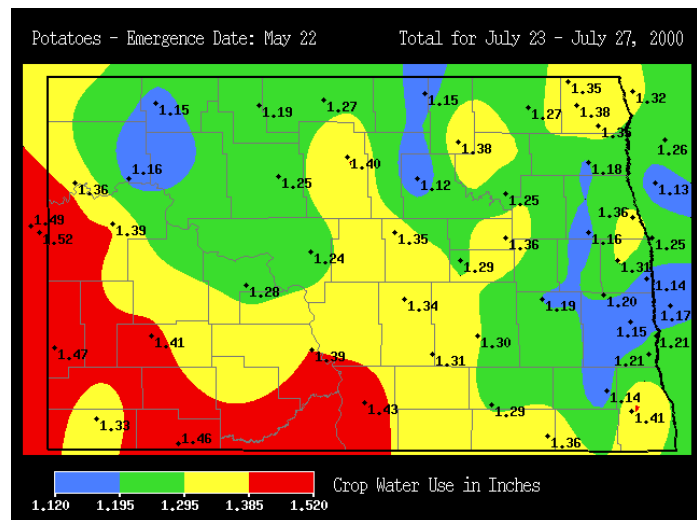 Potatoes - Emergence Date: May 22 Total for July 23 - July 27, 2000
1.35
1.15 1.19 1.27 1.15 1.27 1.38 1.32
1.35
1.38 1.26
1.16 1.40 1.18
1.36 1.25 1.12 1.25 1.13
1.49 1.39 1.36
1.52 1.35 1.36 1.16 1.25
1.24 1.29 1.31
1.28 1.14
1.34 1.19 1.20 1.17
1.15
1.41 1.30 1.21
1.47 1.39 1.31 1.21
1.14
1.33 1.43 1.29 1.41
1.46 1.36
Crop Water Use in Inches
1.120 1.195 1.295 1.385 1.520